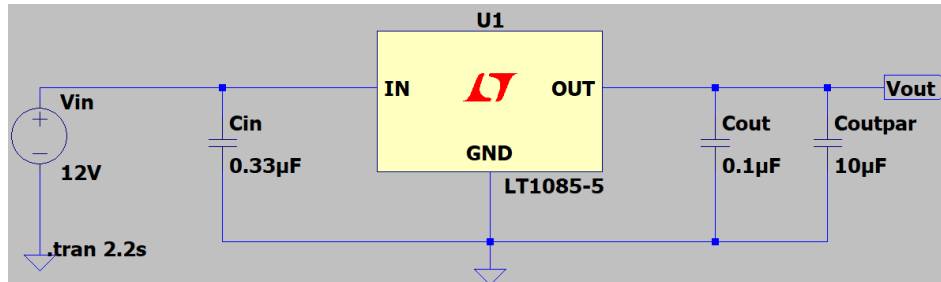 U1
Vin
12V
.tran 2.2s
Cin
0.33µF
IN
OUT
GND
LT1085-5
Cout
0.1µF
Coutpar
10µF
Vout